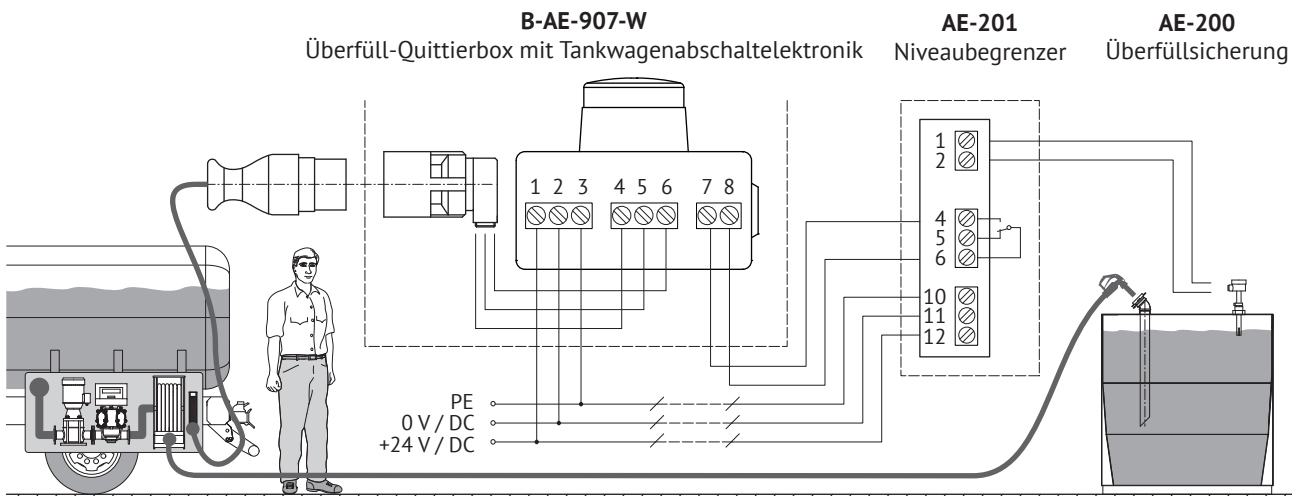 B-AE-907-W
Überfüll-Quittierbox mit Tankwagenabschaltelektronik
AE-201
Niveaubegrenzer
AE-200
Überfüllsicherung
1 2 3 4 5 6 7 8
1
2
4
5
6
10
11
12
PE
0 V / DC
+24 V / DC